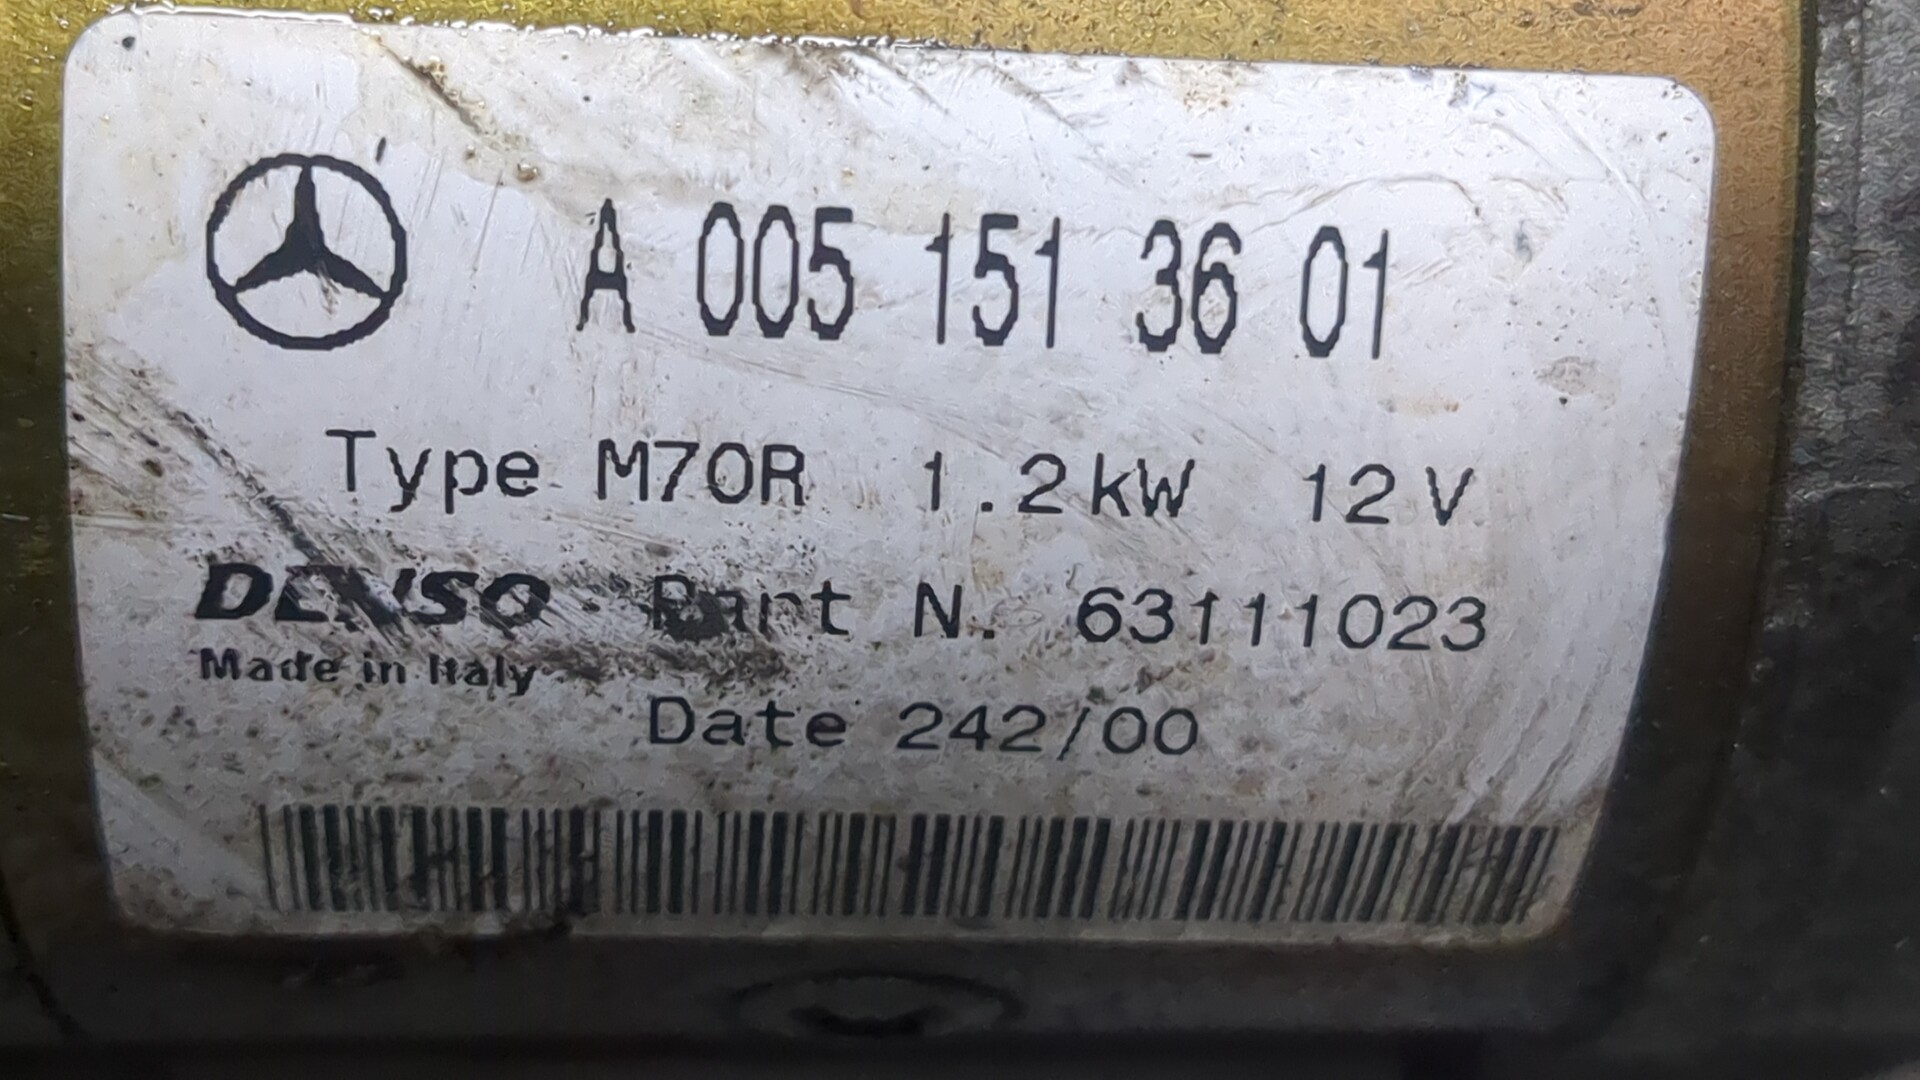 A 005 151 36 01
Type M70R 1.2kW 12V
DENSO Part N. 63111023
Made in Italy
Date 242/00